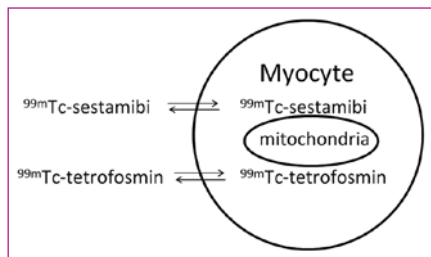 Myocyte
⁹⁹ᵐTc-sestamibi ⁹⁹ᵐTc-sestamibi
mitochondria
⁹⁹ᵐTc-tetrofosmin ⁹⁹ᵐTc-tetrofosmin